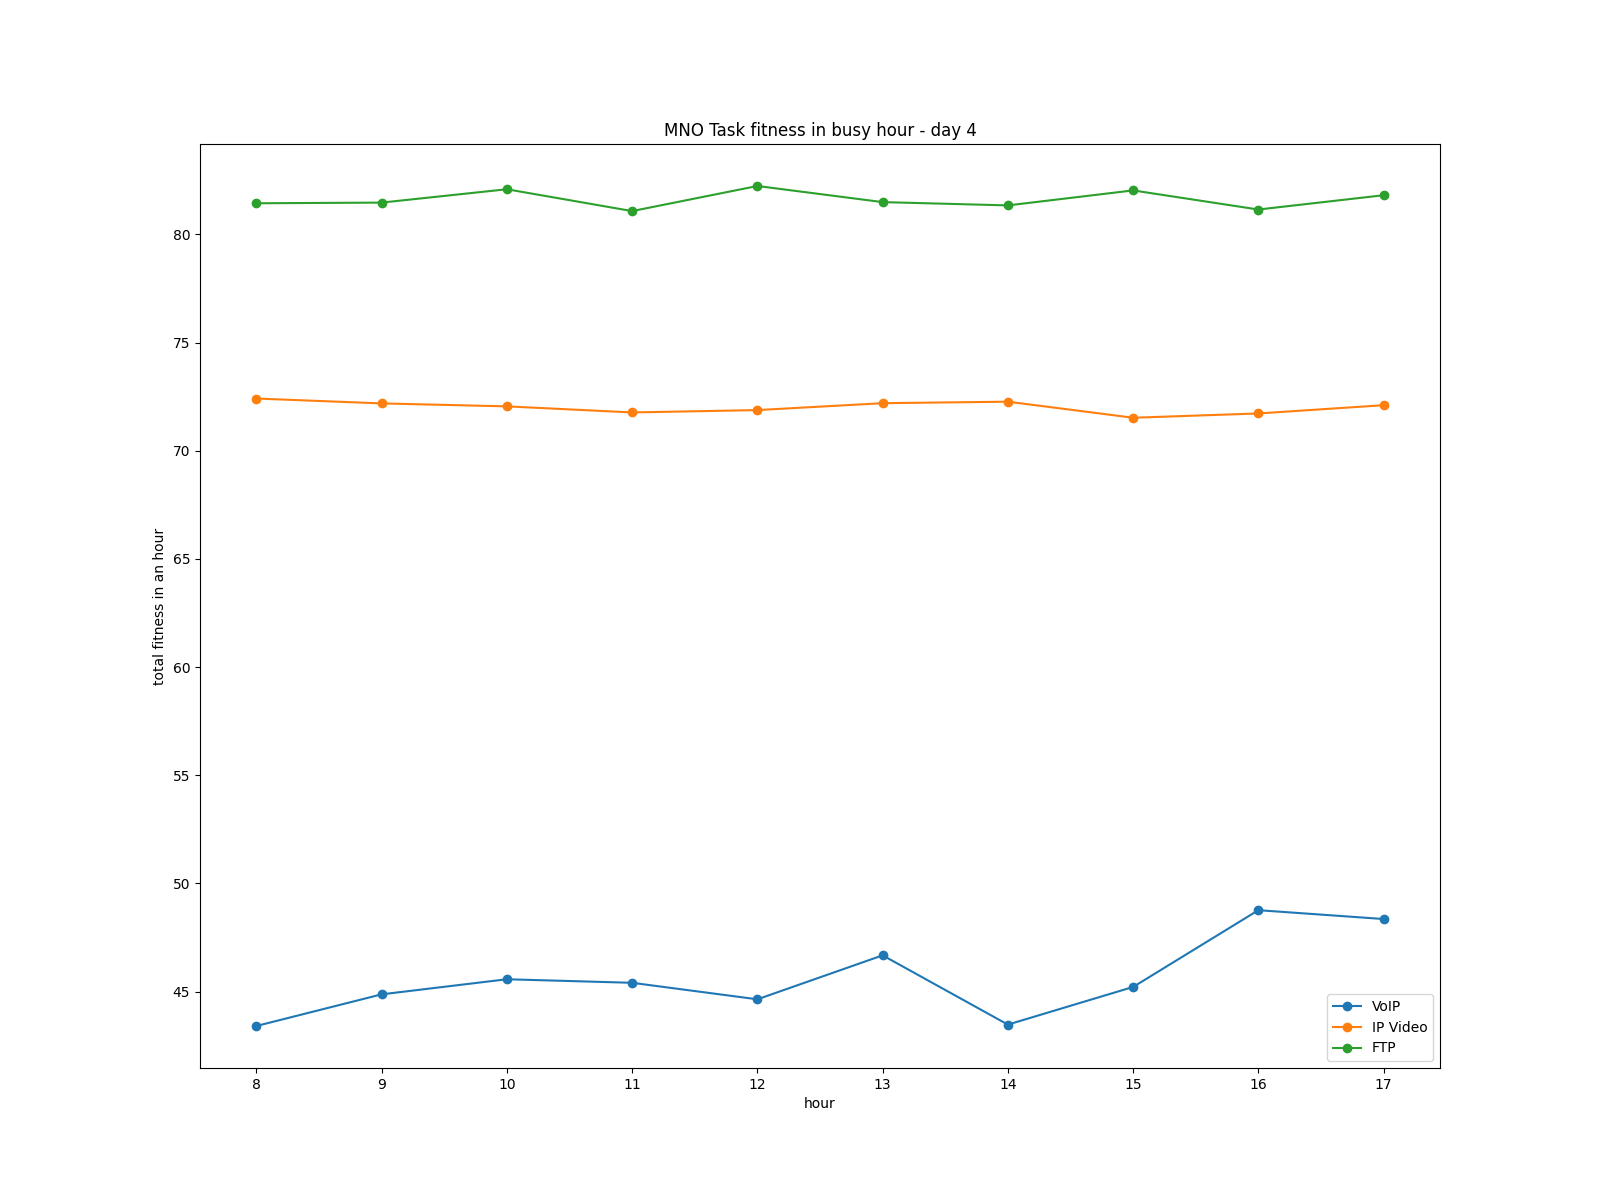 MNO Task fitness in busy hour - day 4
total fitness in an hour
80
75
70
65
60
55
50
45
8 9 10 11 12 13 14 15 16 17
hour
VoIP
IP Video
FTP